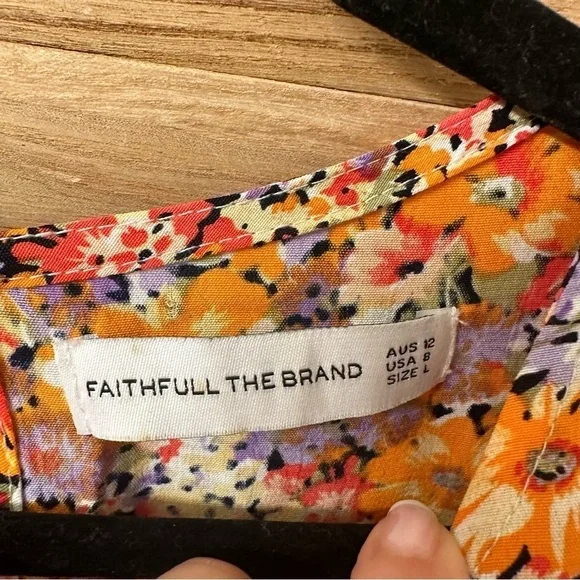 FAITHFULL THE BRAND
AUS 12
USA 8
SIZE L